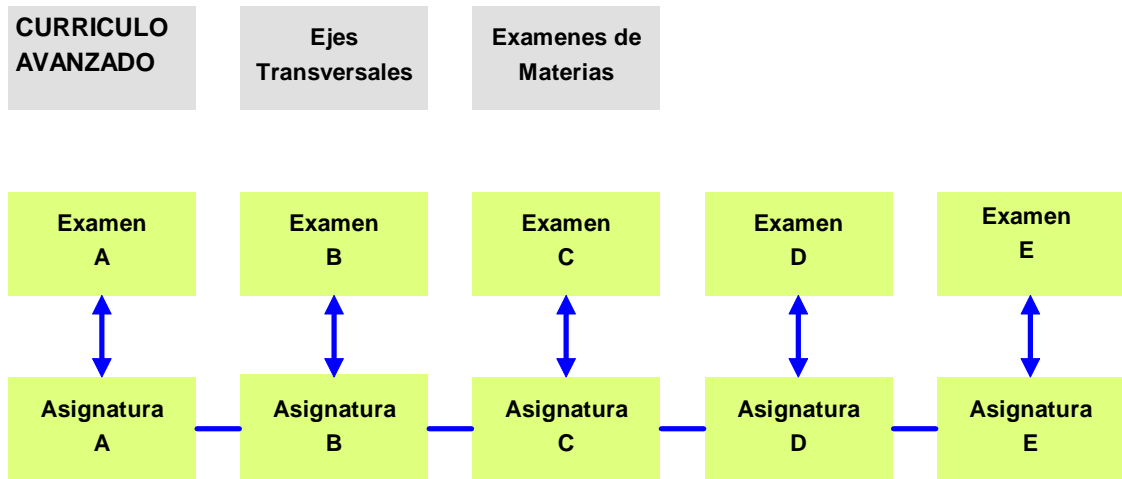 CURRICULO
AVANZADO
Ejes
Transversales
Examenes de
Materias
Examen
A
Examen
B
Examen
C
Examen
D
Examen
E
Asignatura
A
Asignatura
B
Asignatura
C
Asignatura
D
Asignatura
E